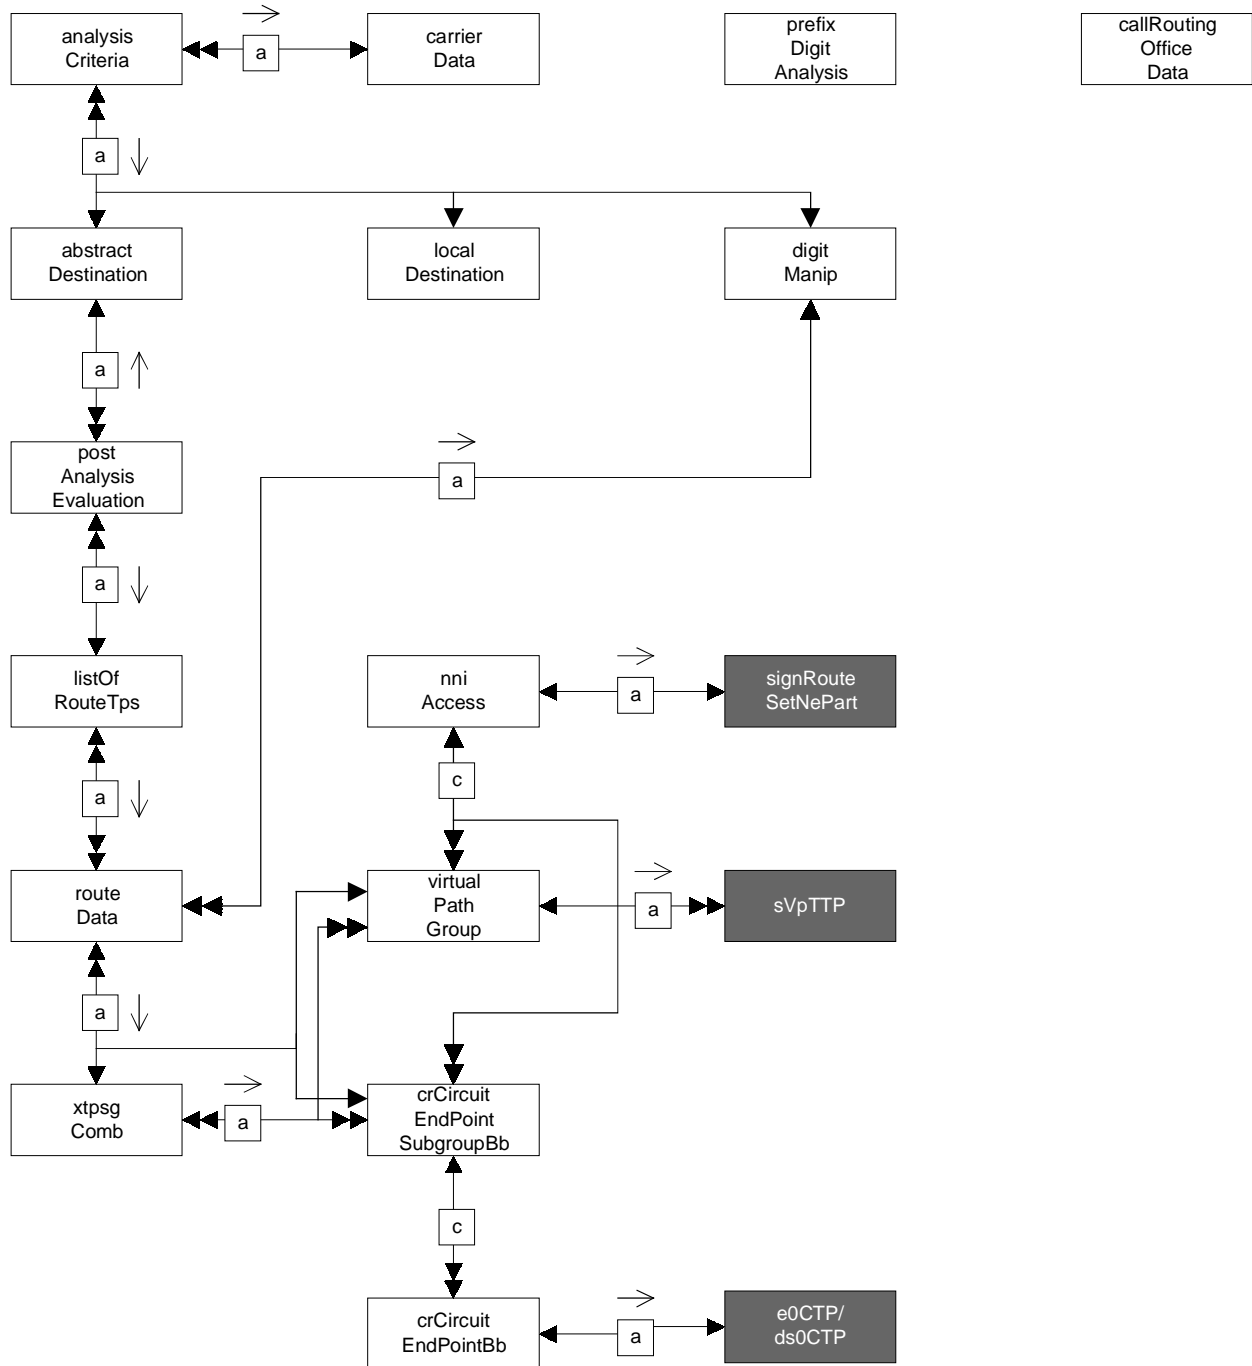 analysis
Criteria
a
carrier
Data
prefix
Digit
Analysis
callRouting
Office
Data
a
abstract
Destination
local
Destination
digit
Manip
a
post
Analysis
Evaluation
a
a
listOf
RouteTps
nni
Access
a
signRoute
SetNePart
a
c
route
Data
virtual
Path
Group
a
sVpTTP
a
xtpsg
Comb
a
crCircuit
EndPoint
SubgroupBb
c
crCircuit
EndPointBb
a
e0CTP/
ds0CTP